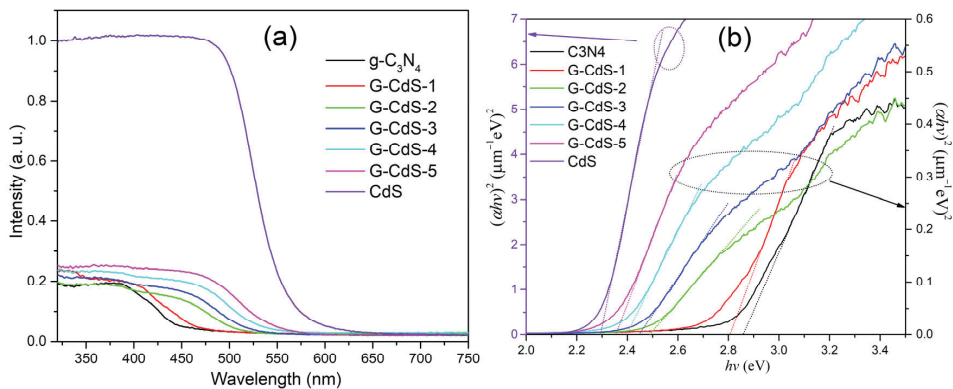 (a)
Intensity (a. u.)
1.0
0.8
0.6
0.4
0.2
0.0
g-C₃N₄
G-CdS-1
G-CdS-2
G-CdS-3
G-CdS-4
G-CdS-5
CdS
350 400 450 500 550 600 650 700 750
Wavelength (nm)
(b)
(αhν)² (μm⁻¹eV)²
7
6
5
4
3
2
1
0
C3N4
G-CdS-1
G-CdS-2
G-CdS-3
G-CdS-4
G-CdS-5
CdS
0.6
0.5
0.4
0.3
0.2
0.1
0.0
(αhν)² (μm⁻¹eV)²
2.0 2.2 2.4 2.6 2.8 3.0 3.2 3.4
hν (eV)